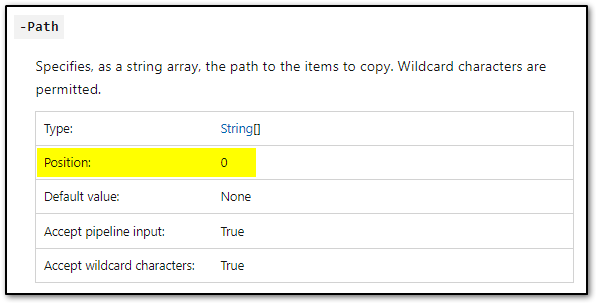 -Path
Specifies, as a string array, the path to the items to copy. Wildcard characters are
permitted.
Type: String[]
Position: 0
Default value: None
Accept pipeline input: True
Accept wildcard characters: True